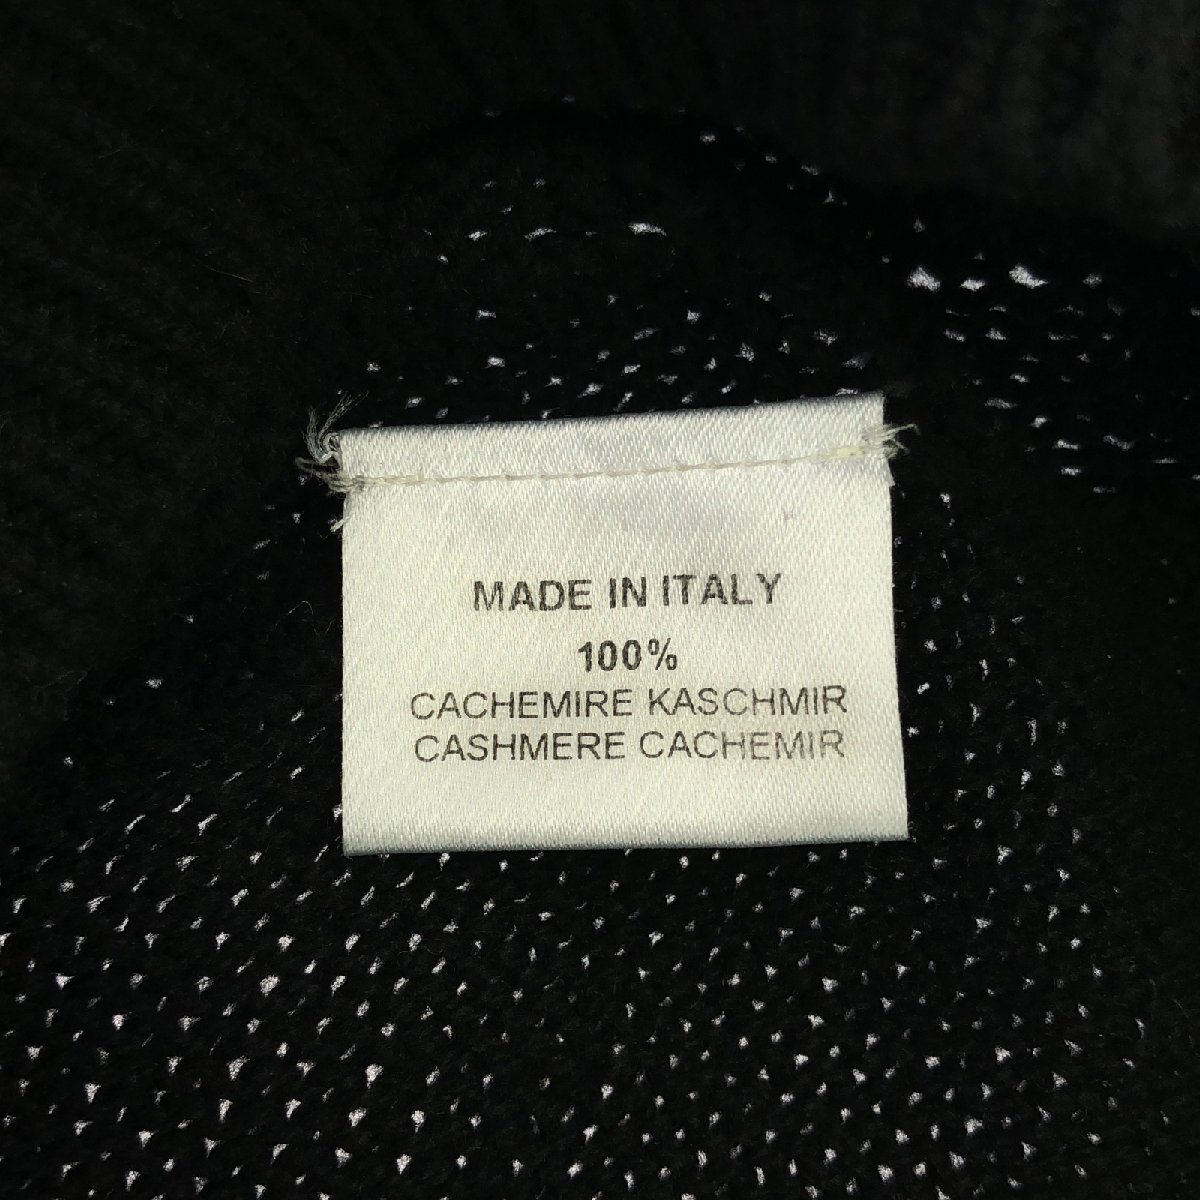 MADE IN ITALY
100%
CACHEMIRE KASCHMIR
CASHMERE CACHEMIR